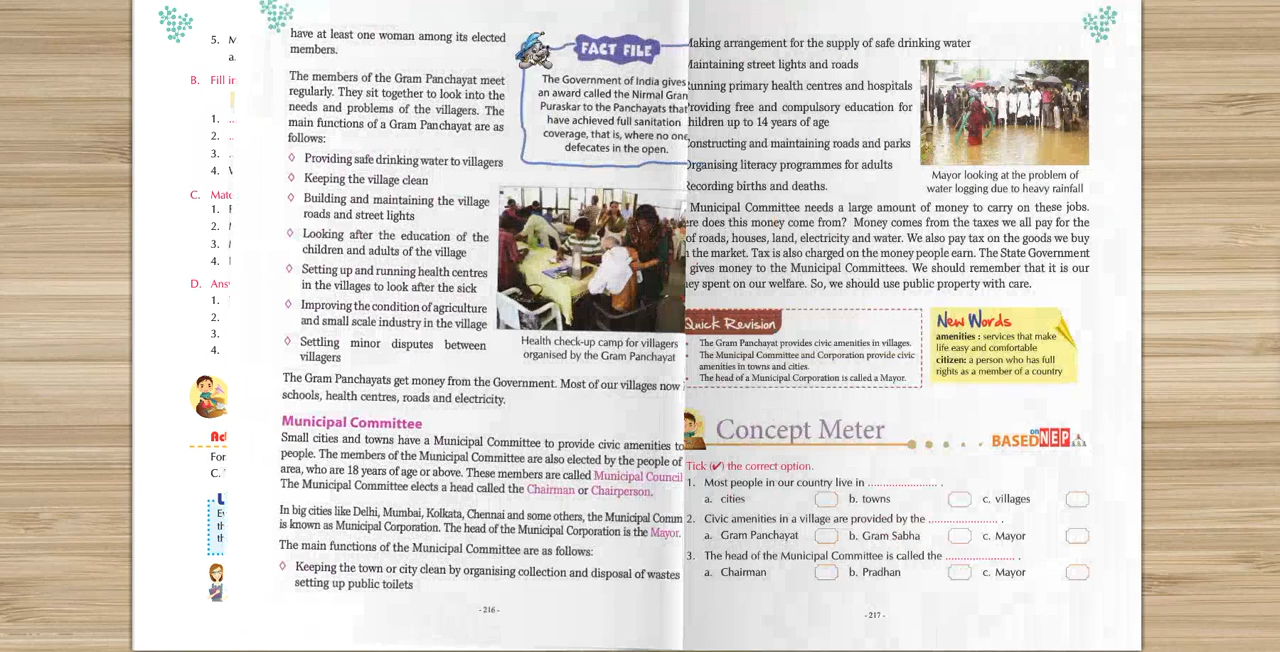 5. M
a.
B. Fill in
1. ...
2. ..
3. ..
4. V
C. Matc
1. F
2. M
3. M
4. I
D. Ansv
1.
2.
3.
4.
Ac
For
C.
L
Ev
th
th
have at least one woman among its elected
members.
The members of the Gram Panchayat meet
regularly. They sit together to look into the
needs and problems of the villagers. The
main functions of a Gram Panchayat are as
follows:
◊ Providing safe drinking water to villagers
◊ Keeping the village clean
◊ Building and maintaining the village
roads and street lights
◊ Looking after the education of the
children and adults of the village
◊ Setting up and running health centres
in the villages to look after the sick
◊ Improving the condition of agriculture
and small scale industry in the village
◊ Settling minor disputes between
villagers
FACT FILE
The Government of India gives
an award called the Nirmal Gran
Puraskar to the Panchayats that
have achieved full sanitation
coverage, that is, where no one
defecates in the open.
Health check-up camp for villagers
organised by the Gram Panchayat
The Gram Panchayats get money from the Government. Most of our villages now
schools, health centres, roads and electricity.
Municipal Committee
Small cities and towns have a Municipal Committee to provide civic amenities to
people. The members of the Municipal Committee are also elected by the people of
area, who are 18 years of age or above. These members are called Municipal Council
The Municipal Committee elects a head called the Chairman or Chairperson.
In big cities like Delhi, Mumbai, Kolkata, Chennai and some others, the Municipal Comm
is known as Municipal Corporation. The head of the Municipal Corporation is the Mayor.
The main functions of the Municipal Committee are as follows:
◊ Keeping the town or city clean by organising collection and disposal of wastes
setting up public toilets
- 216 -
Making arrangement for the supply of safe drinking water
Maintaining street lights and roads
Running primary health centres and hospitals
Providing free and compulsory education for
children up to 14 years of age
Constructing and maintaining roads and parks
Organising literacy programmes for adults
Recording births and deaths.
Mayor looking at the problem of
water logging due to heavy rainfall
Municipal Committee needs a large amount of money to carry on these jobs.
ere does this money come from? Money comes from the taxes we all pay for the
of roads, houses, land, electricity and water. We also pay tax on the goods we buy
n the market. Tax is also charged on the money people earn. The State Government
gives money to the Municipal Committees. We should remember that it is our
ney spent on our welfare. So, we should use public property with care.
Quick Revision
• The Gram Panchayat provides civic amenities in villages.
• The Municipal Committee and Corporation provide civic
amenities in towns and cities.
• The head of a Municipal Corporation is called a Mayor.
New Words
amenities : services that make
life easy and comfortable
citizen: a person who has full
rights as a member of a country
Concept Meter
BASED on NEP
Tick (✓) the correct option.
1. Most people in our country live in ..................... .
a. cities b. towns c. villages
2. Civic amenities in a village are provided by the ..................... .
a. Gram Panchayat b. Gram Sabha c. Mayor
3. The head of the Municipal Committee is called the ..................... .
a. Chairman b. Pradhan c. Mayor
- 217 -